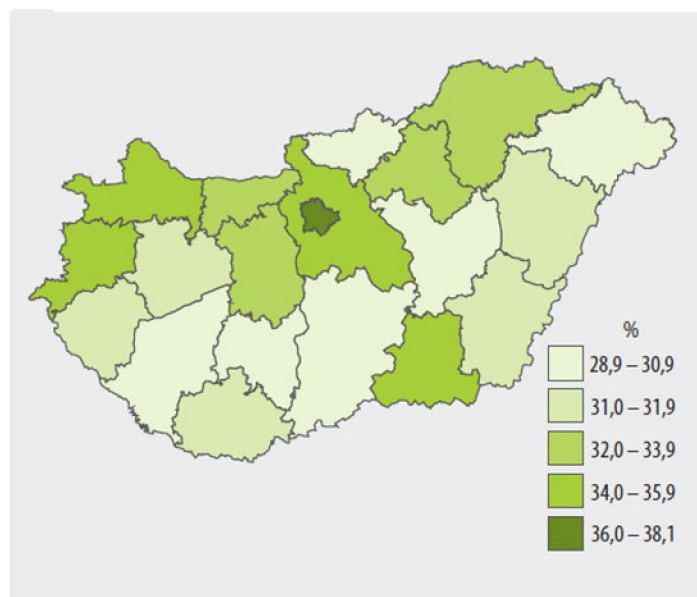 %
28,9 – 30,9
31,0 – 31,9
32,0 – 33,9
34,0 – 35,9
36,0 – 38,1